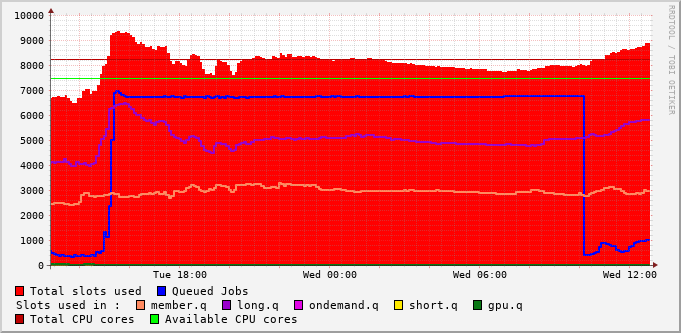 10000
9000
8000
7000
6000
5000
4000
3000
2000
1000
0
Tue 18:00 Wed 00:00 Wed 06:00 Wed 12:00
RRDTOOL / TOBI OETIKER
Total slots used Queued Jobs
Slots used in : member.q long.q ondemand.q short.q gpu.q
Total CPU cores Available CPU cores